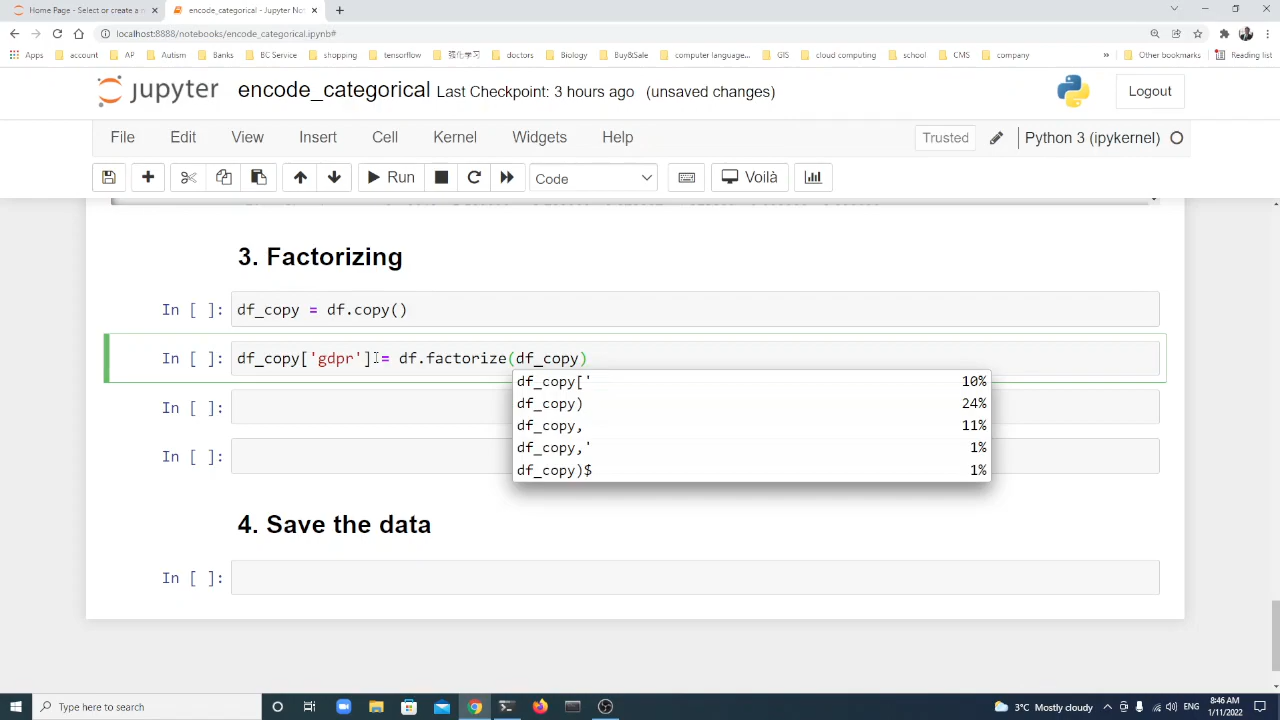 Home Page - Select or create a n
encode_categorical - Jupyter Not
localhost:8888/notebooks/encode_categorical.ipynb#
Apps account AP Autism Banks BC Service shopping tensorflow 强化学习 doctors Biology Buy&Sale computer language... GIS cloud computing school CMS company » Other bookmarks Reading list
jupyter encode_categorical Last Checkpoint: 3 hours ago (unsaved changes) Logout
File Edit View Insert Cell Kernel Widgets Help Trusted Python 3 (ipykernel)
Run Code Voilà
3. Factorizing
In [ ]: df_copy = df.copy()
In [ ]: df_copy['gdpr']= df.factorize(df_copy)
df_copy[' 10%
df_copy) 24%
In [ ]:
df_copy, 11%
df_copy,' 1%
In [ ]:
df_copy)$ 1%
4. Save the data
In [ ]:
Type here to search
3°C Mostly cloudy ENG
8:46 AM
1/11/2022